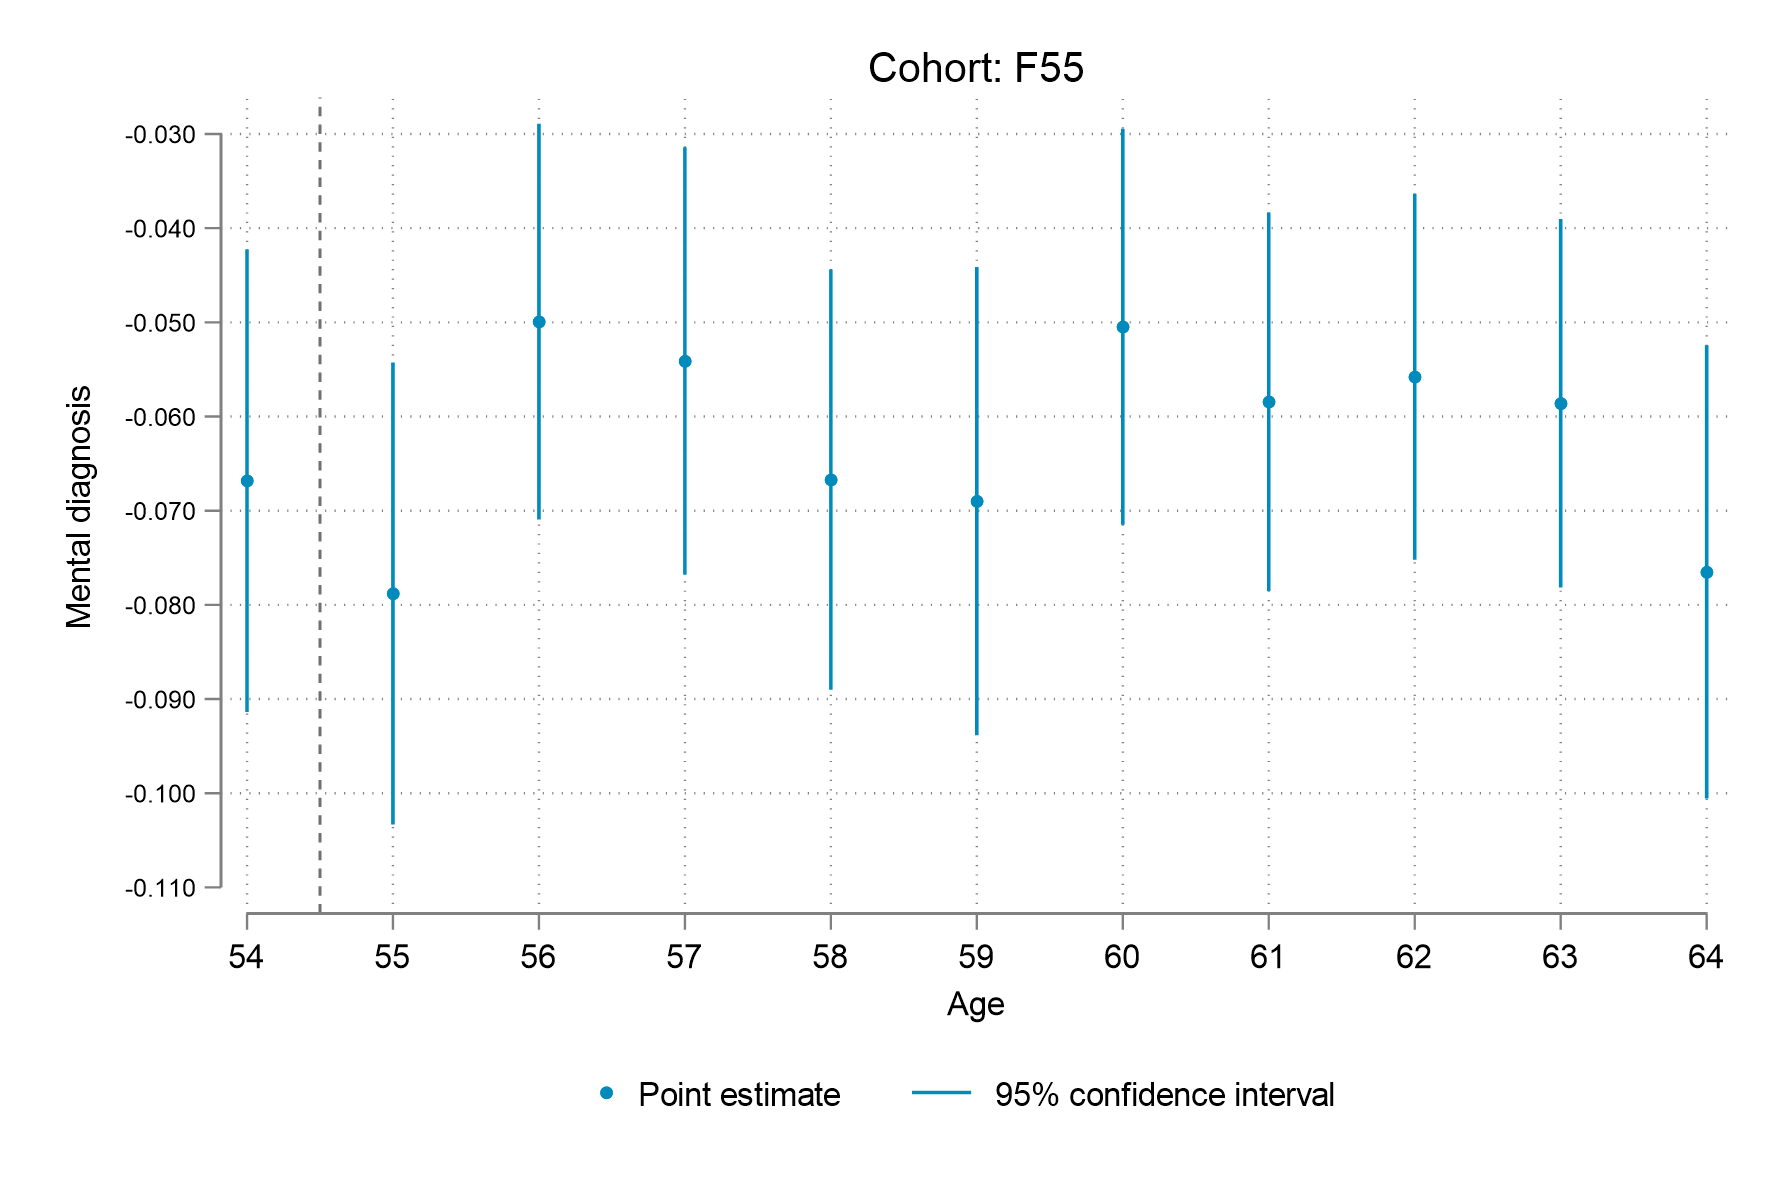 Cohort: F55
-0.030
-0.040
-0.050
-0.060
-0.070
-0.080
-0.090
-0.100
-0.110
Mental diagnosis
54 55 56 57 58 59 60 61 62 63 64
Age
Point estimate 95% confidence interval